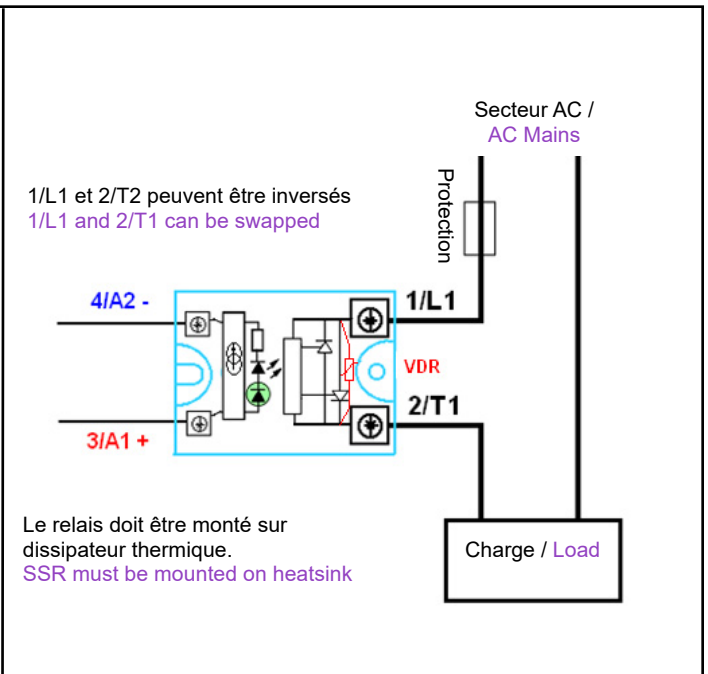 Secteur AC /
AC Mains
Protection
1/L1 et 2/T2 peuvent être inversés
1/L1 and 2/T1 can be swapped
4/A2 -
1/L1
VDR
2/T1
3/A1 +
Le relais doit être monté sur
dissipateur thermique.
SSR must be mounted on heatsink
Charge / Load